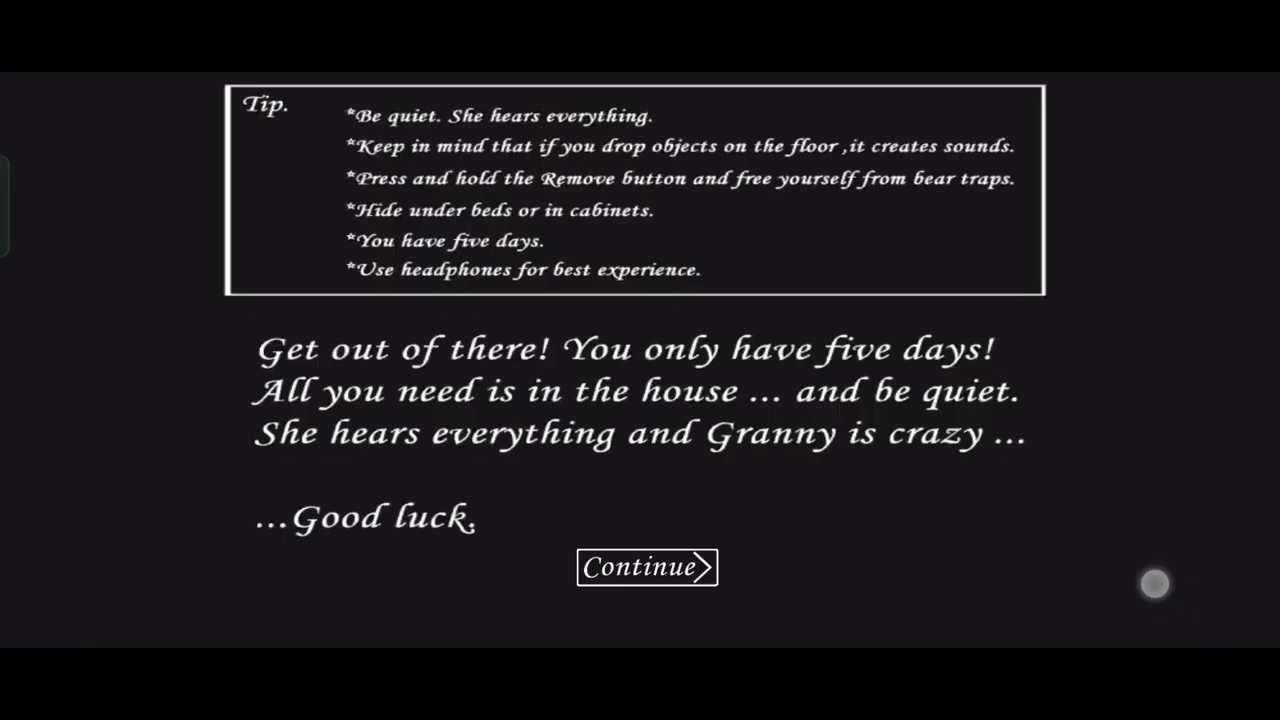 Tip.
*Be quiet. She hears everything.
*Keep in mind that if you drop objects on the floor ,it creates sounds.
*Press and hold the Remove button and free yourself from bear traps.
*Hide under beds or in cabinets.
*You have five days.
*Use headphones for best experience.
Get out of there! You only have five days!
All you need is in the house ... and be quiet.
She hears everything and Granny is crazy ...
...Good luck.
Continue